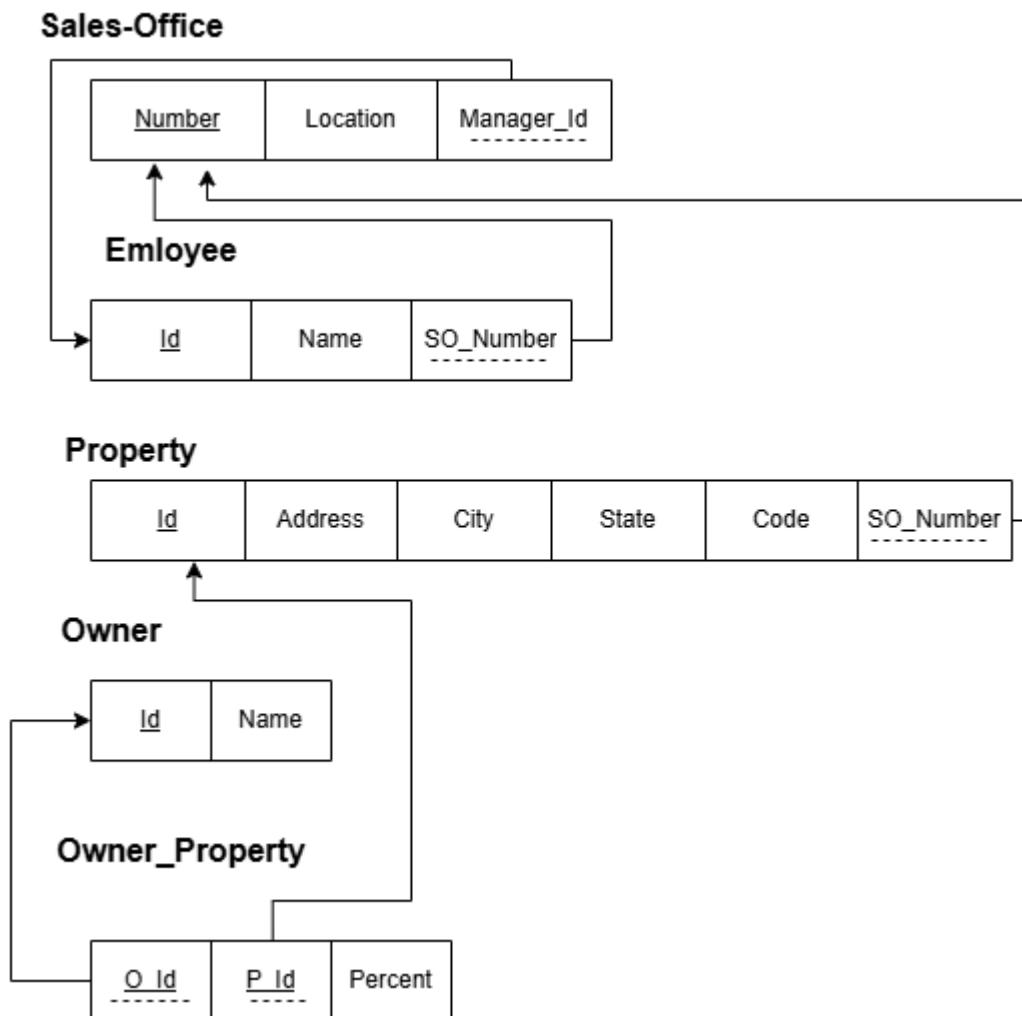 Sales-Office
Number Location Manager_Id
Emloyee
Id Name SO_Number
Property
Id Address City State Code SO_Number
Owner
Id Name
Owner_Property
O_Id P_Id Percent